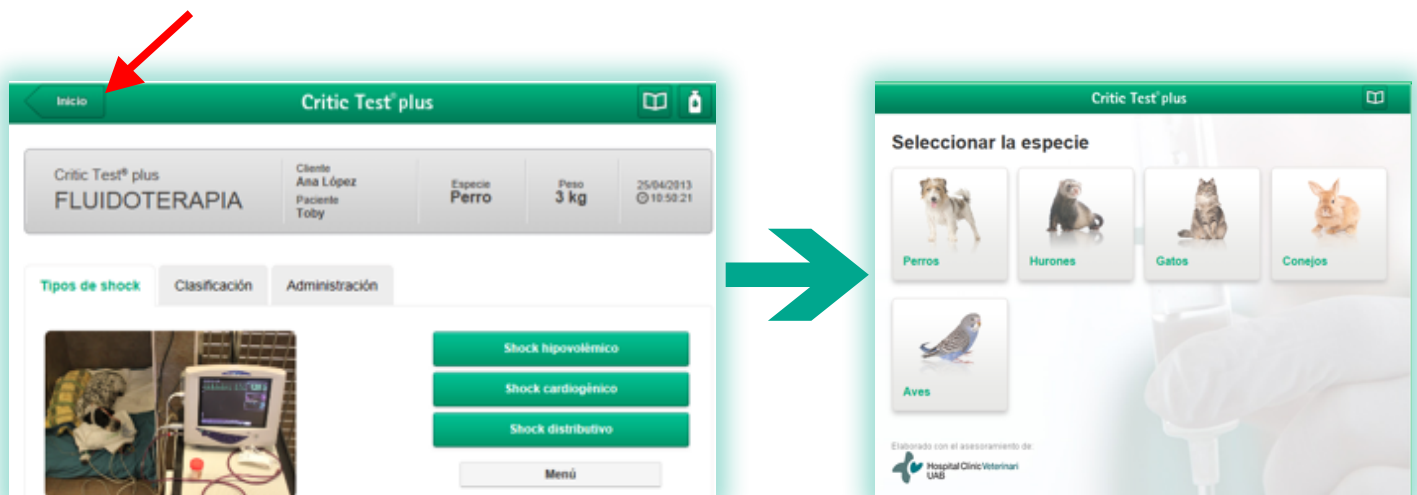 Inicio
Critic Test® plus
Critic Test® plus
FLUIDOTERAPIA
Cliente
Ana López
Paciente
Toby
Especie
Perro
Peso
3 kg
25/04/2013
10:50:21
Tipos de shock
Clasificación
Administración
Shock hipovolèmico
Shock cardiogènico
Shock distributivo
Menú
Critic Test® plus
Seleccionar la especie
Perros
Hurones
Gatos
Conejos
Aves
Elaborado con el asesoramiento de:
Hospital Clínic Veterinari
UAB